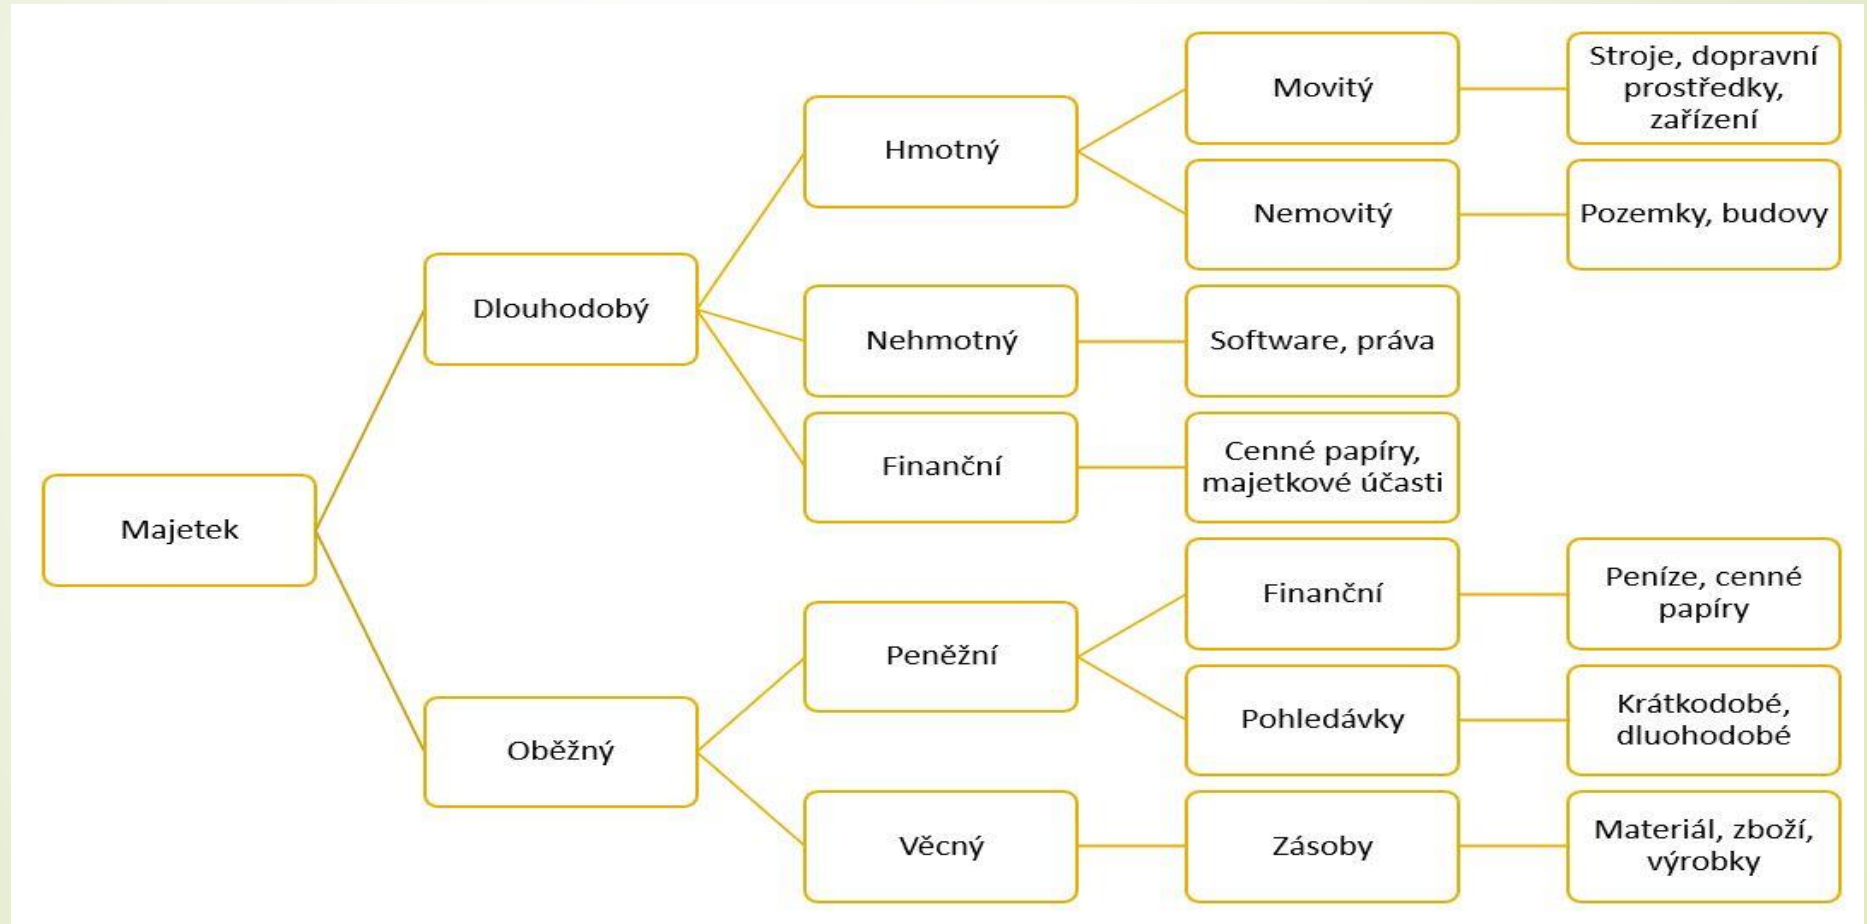 Majetek
Dlouhodobý
Hmotný
Movitý
Stroje, dopravní
prostředky,
zařízení
Nemovitý
Pozemky, budovy
Nehmotný
Software, práva
Finanční
Cenné papíry,
majetkové účasti
Oběžný
Peněžní
Finanční
Peníze, cenné
papíry
Pohledávky
Krátkodobé,
dluohodobé
Věcný
Zásoby
Materiál, zboží,
výrobky